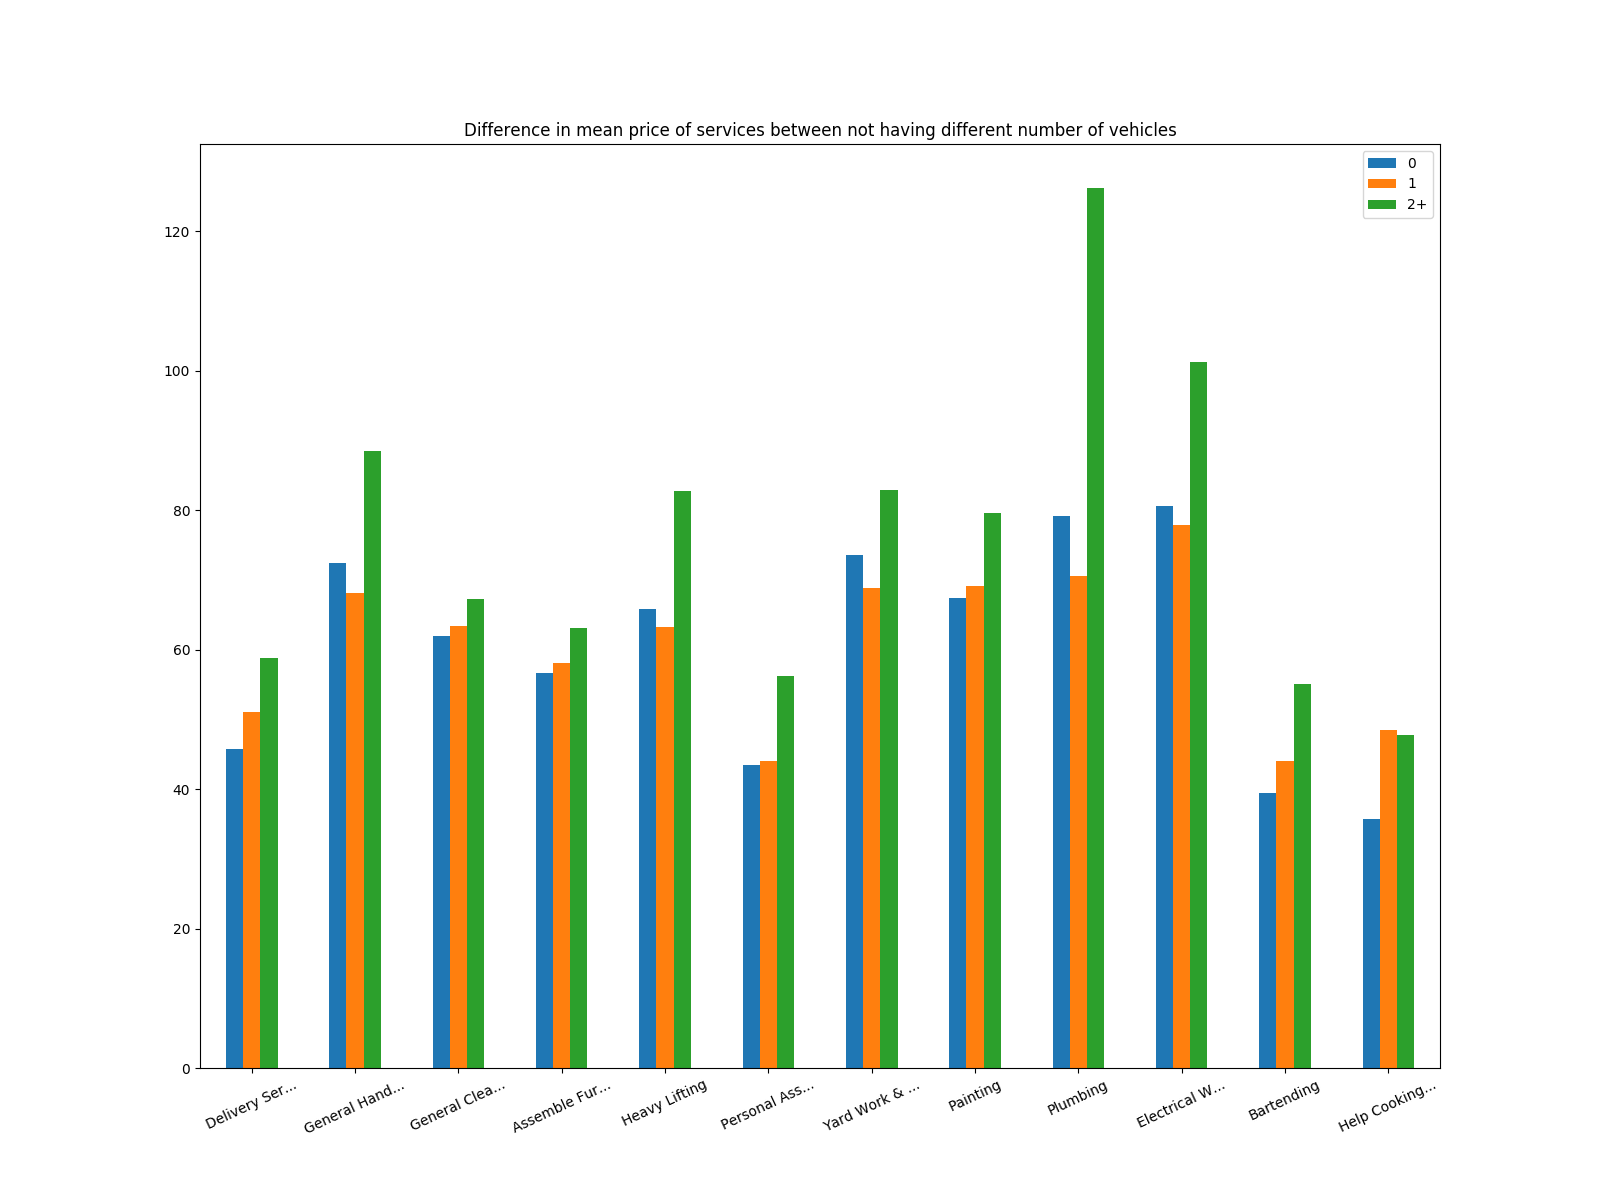 Difference in mean price of services between not having different number of vehicles
0
1
2+
120
100
80
60
40
20
0
Delivery Ser...
General Hand...
General Clea...
Assemble Fur...
Heavy Lifting
Personal Ass...
Yard Work & ...
Painting
Plumbing
Electrical W...
Bartending
Help Cooking...